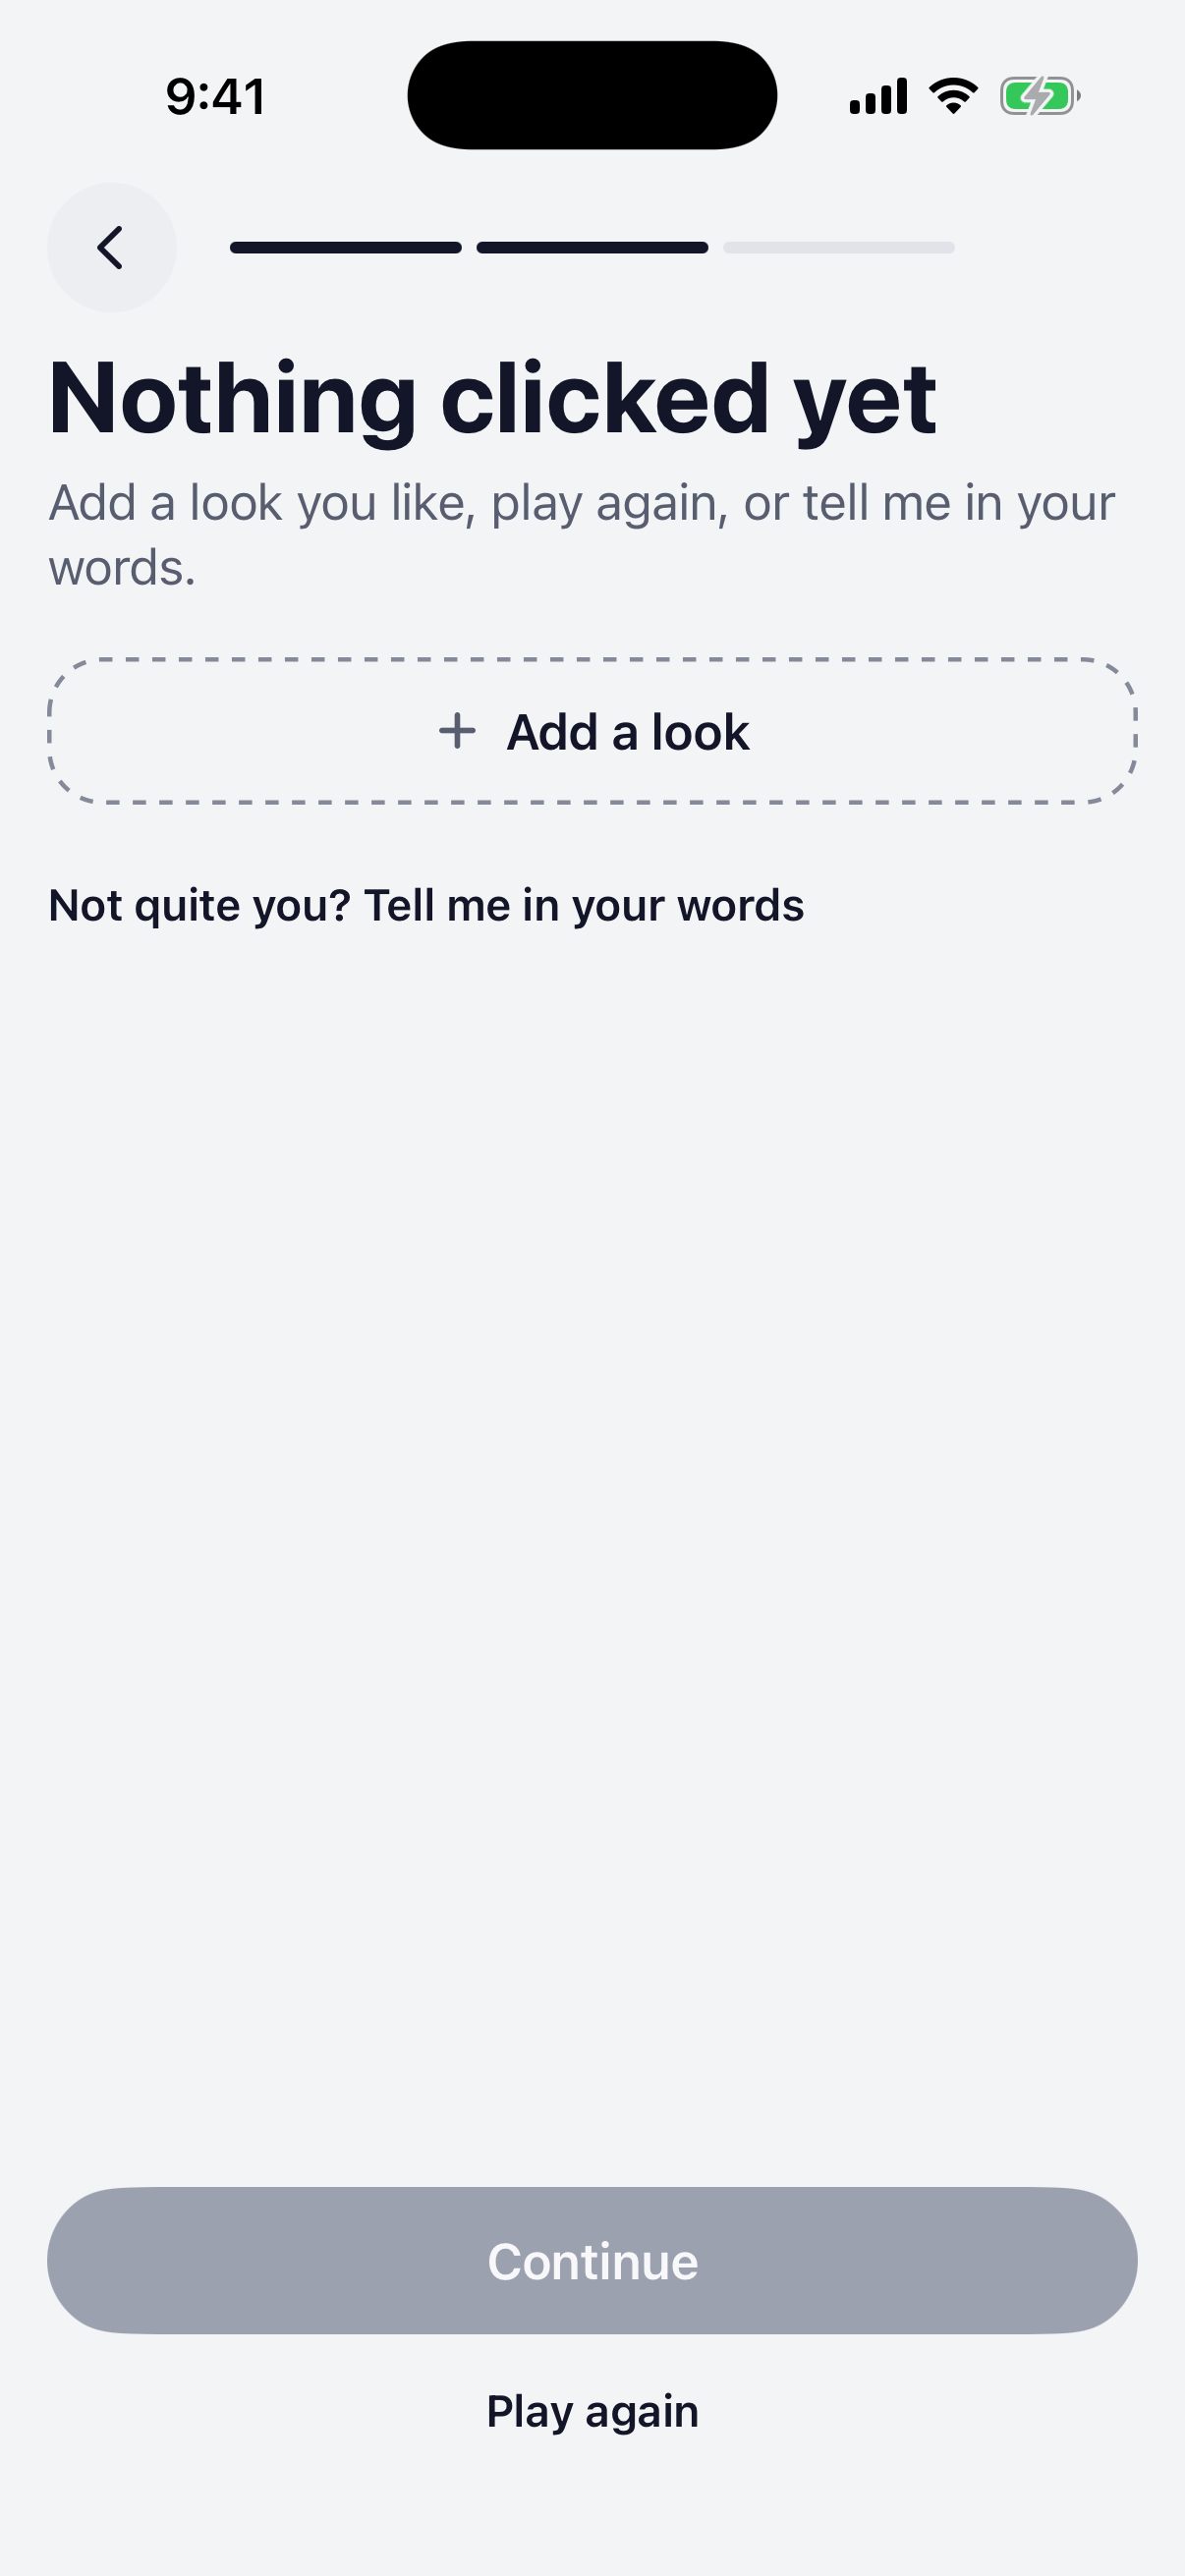 9:41
Nothing clicked yet
Add a look you like, play again, or tell me in your
words.
+ Add a look
Not quite you? Tell me in your words
Continue
Play again